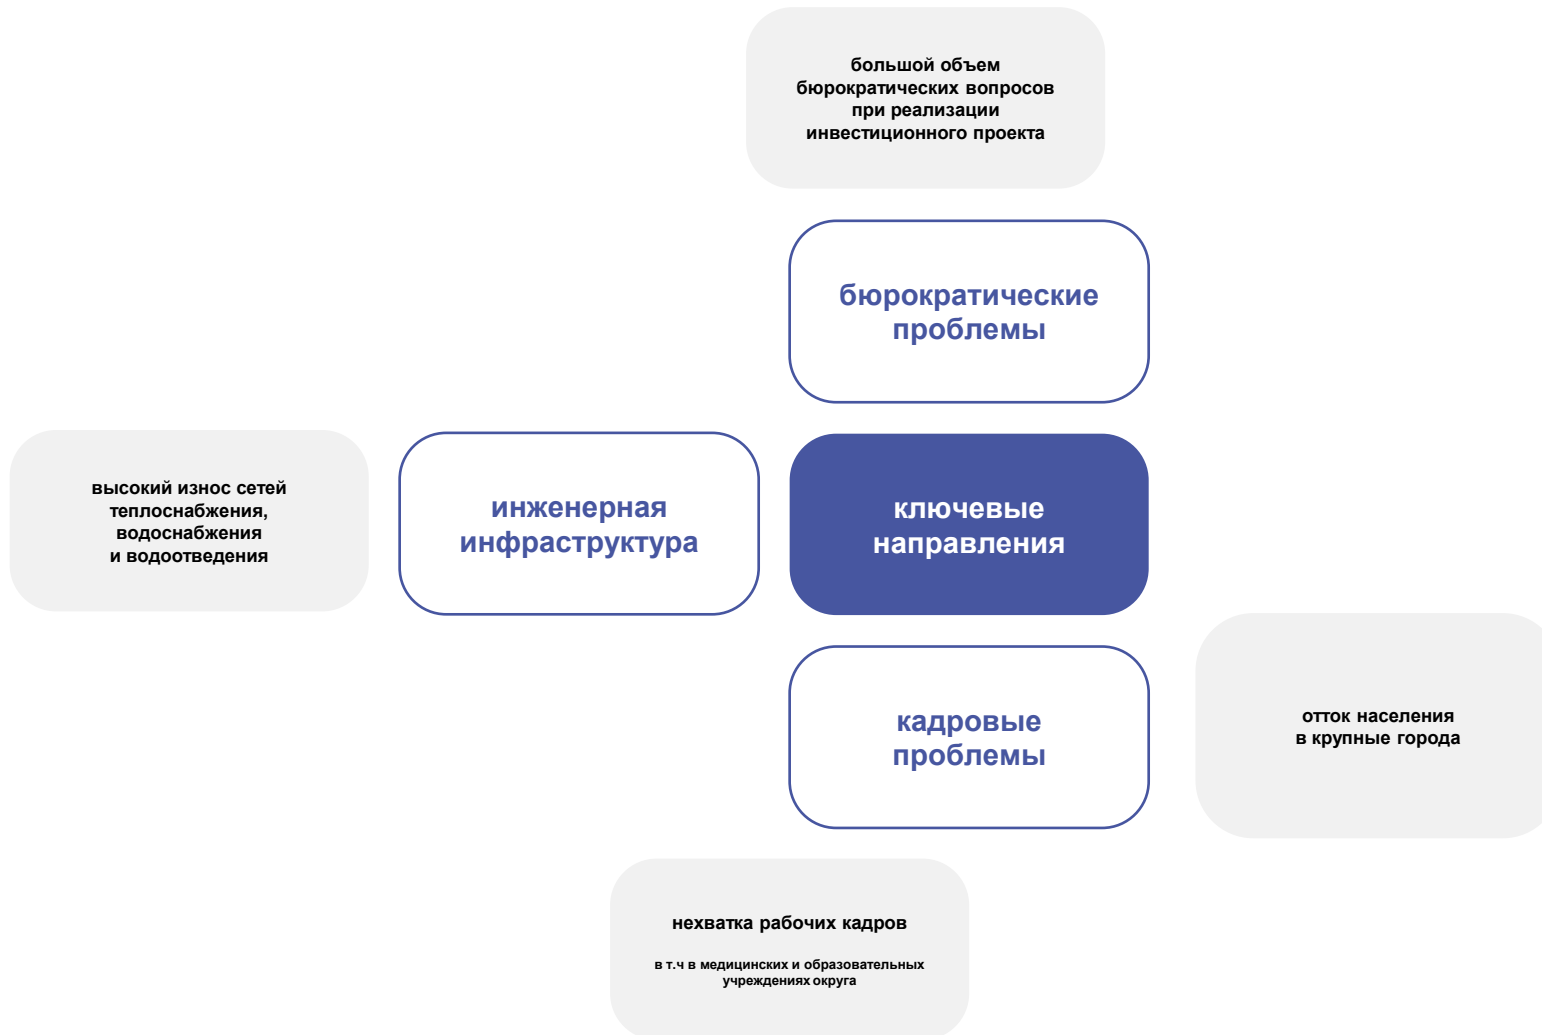 большой объем
бюрократических вопросов
при реализации
инвестиционного проекта
бюрократические
проблемы
высокий износ сетей
теплоснабжения,
водоснабжения
и водоотведения
инженерная
инфраструктура
ключевые
направления
кадровые
проблемы
отток населения
в крупные города
нехватка рабочих кадров
в т.ч в медицинских и образовательных
учреждениях округа